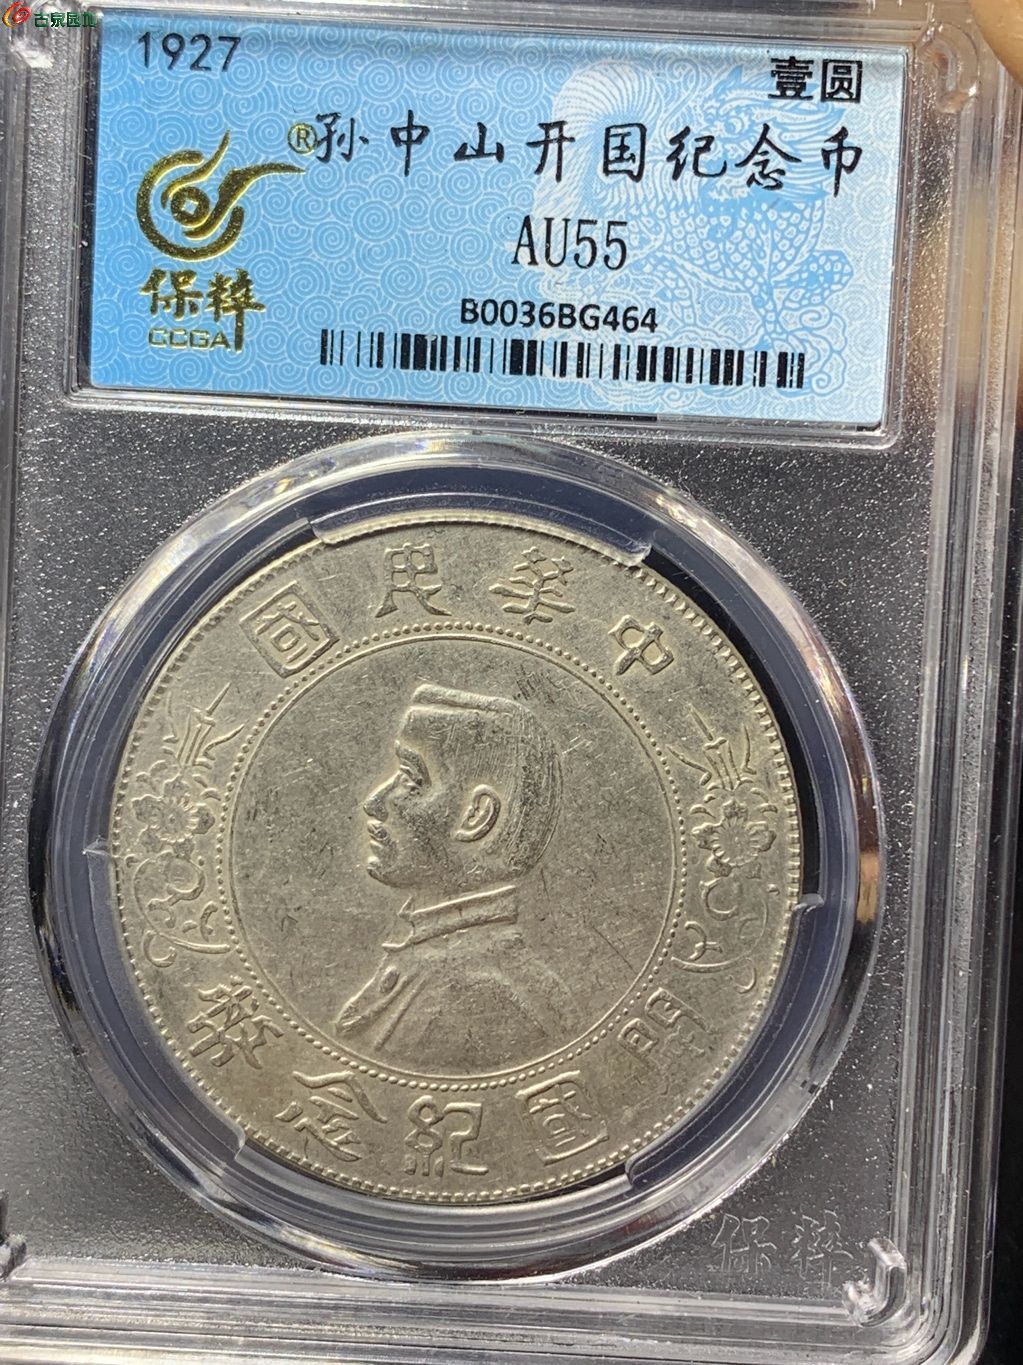 古泉园地
1927
壹圆
®孙中山开国纪念币
AU55
保粹
CCGA
B0036BG464
中華民國
開國紀念幣
保粹